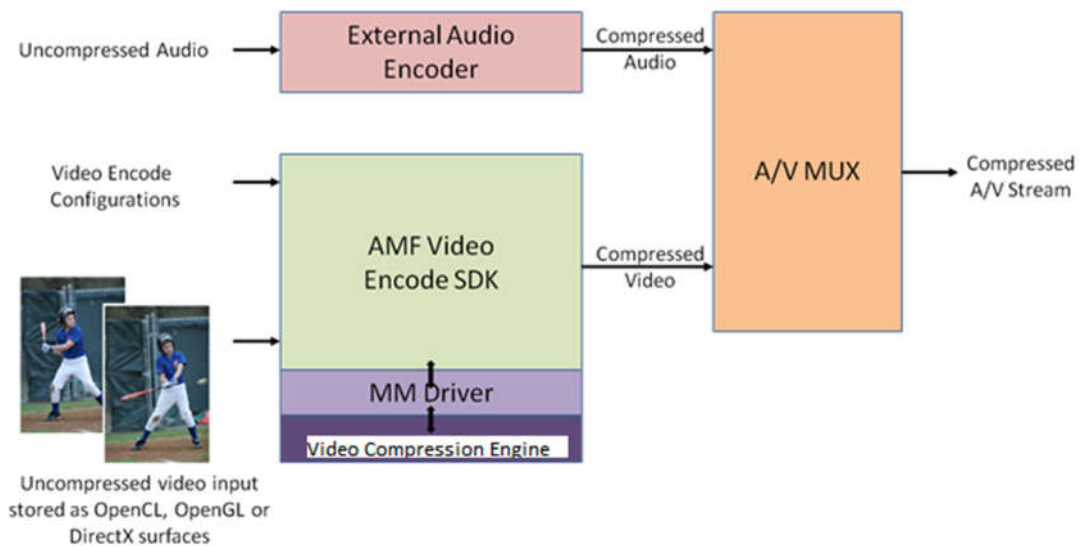 Uncompressed Audio
External Audio
Encoder
Compressed
Audio
A/V MUX
Compressed
A/V Stream
Video Encode
Configurations
AMF Video
Encode SDK
Compressed
Video
MM Driver
Video Compression Engine
Uncompressed video input
stored as OpenCL, OpenGL or
DirectX surfaces